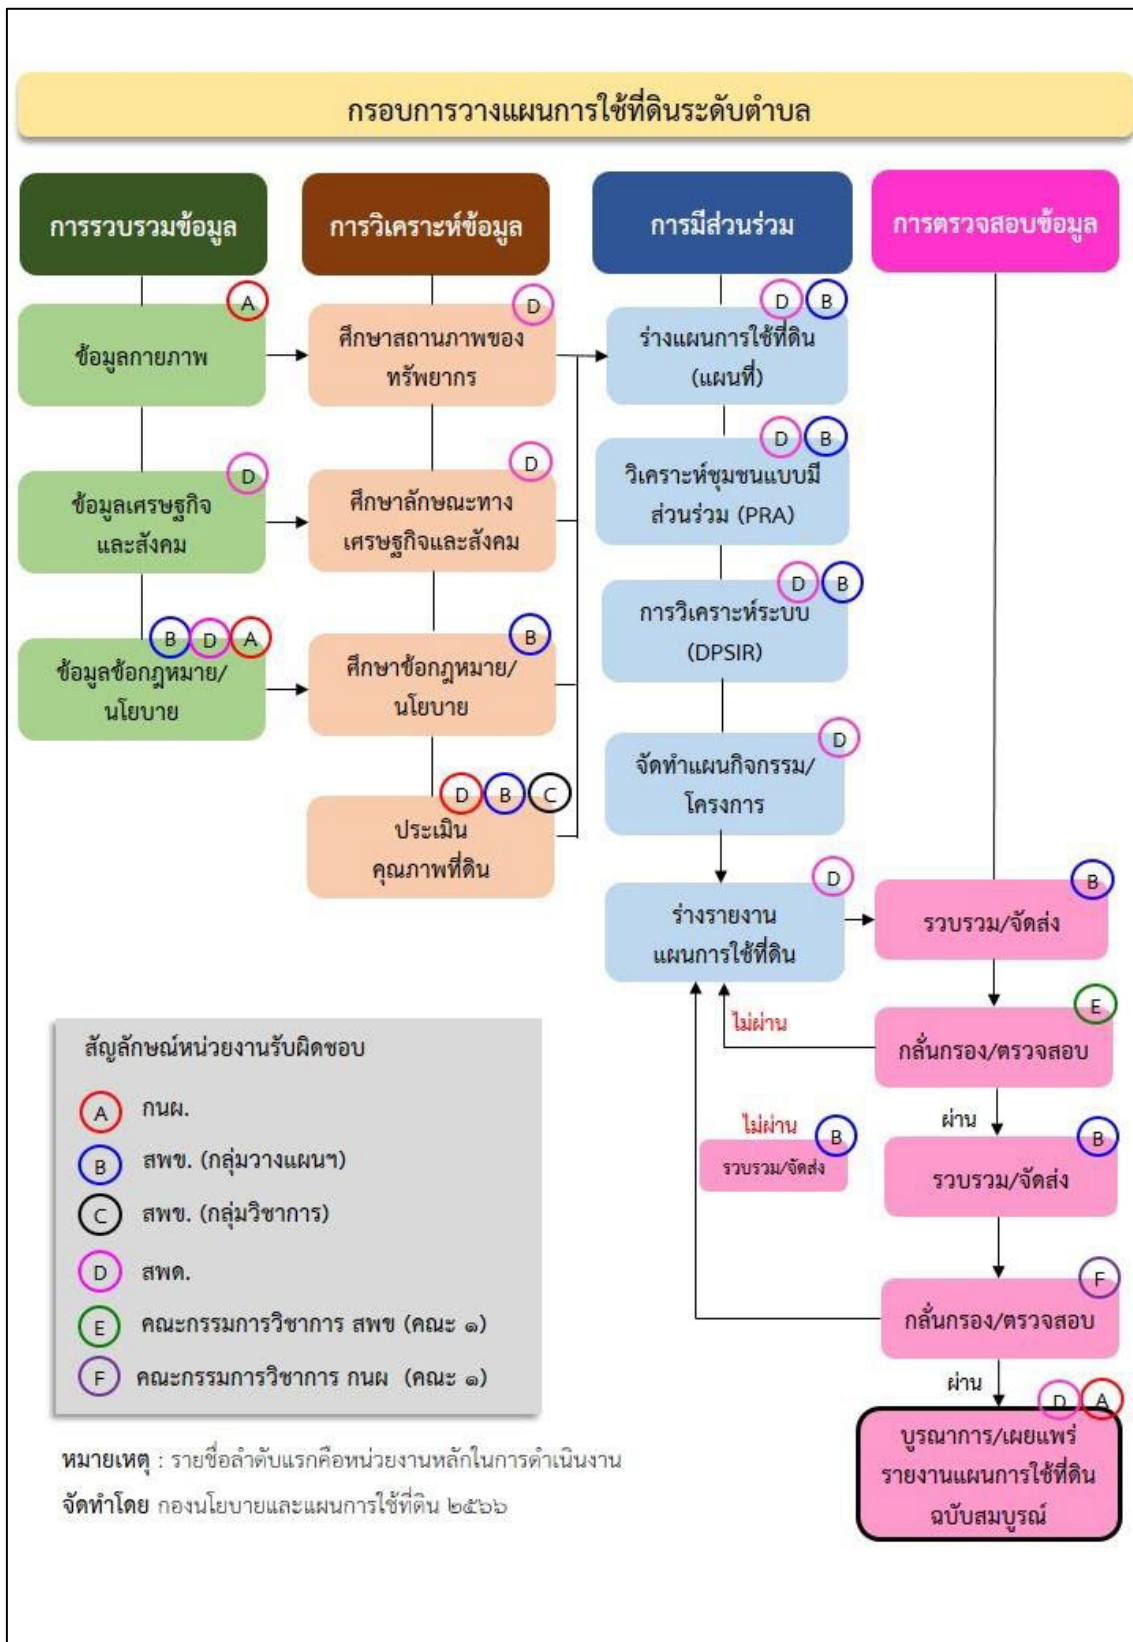 กรอบการวางแผนการใช้ที่ดินระดับตำบล
การรวบรวมข้อมูล
A
ข้อมูลกายภาพ
D
ข้อมูลเศรษฐกิจ
และสังคม
B D A
ข้อมูลข้อกฎหมาย/
นโยบาย
การวิเคราะห์ข้อมูล
D
ศึกษาสถานภาพของ
ทรัพยากร
D
ศึกษาลักษณะทาง
เศรษฐกิจและสังคม
B
ศึกษาข้อกฎหมาย/
นโยบาย
D B C
ประเมิน
คุณภาพที่ดิน
การมีส่วนร่วม
D B
ร่างแผนการใช้ที่ดิน
(แผนที่)
D B
วิเคราะห์ชุมชนแบบมี
ส่วนร่วม (PRA)
D B
การวิเคราะห์ระบบ
(DPSIR)
D
จัดทำแผนกิจกรรม/
โครงการ
D
ร่างรายงาน
แผนการใช้ที่ดิน
การตรวจสอบข้อมูล
B
รวบรวม/จัดส่ง
E
กลั่นกรอง/ตรวจสอบ
ไม่ผ่าน
ผ่าน
B
รวบรวม/จัดส่ง
ไม่ผ่าน
B
รวบรวม/จัดส่ง
F
กลั่นกรอง/ตรวจสอบ
ผ่าน
D A
บูรณาการ/เผยแพร่
รายงานแผนการใช้ที่ดิน
ฉบับสมบูรณ์
สัญลักษณ์หน่วยงานรับผิดชอบ
A กนผ.
B สพข. (กลุ่มวางแผนฯ)
C สพข. (กลุ่มวิชาการ)
D สพด.
E คณะกรรมการวิชาการ สพข (คณะ ๑)
F คณะกรรมการวิชาการ กนผ (คณะ ๑)
หมายเหตุ : รายชื่อลำดับแรกคือหน่วยงานหลักในการดำเนินงาน
จัดทำโดย กองนโยบายและแผนการใช้ที่ดิน ๒๕๖๖